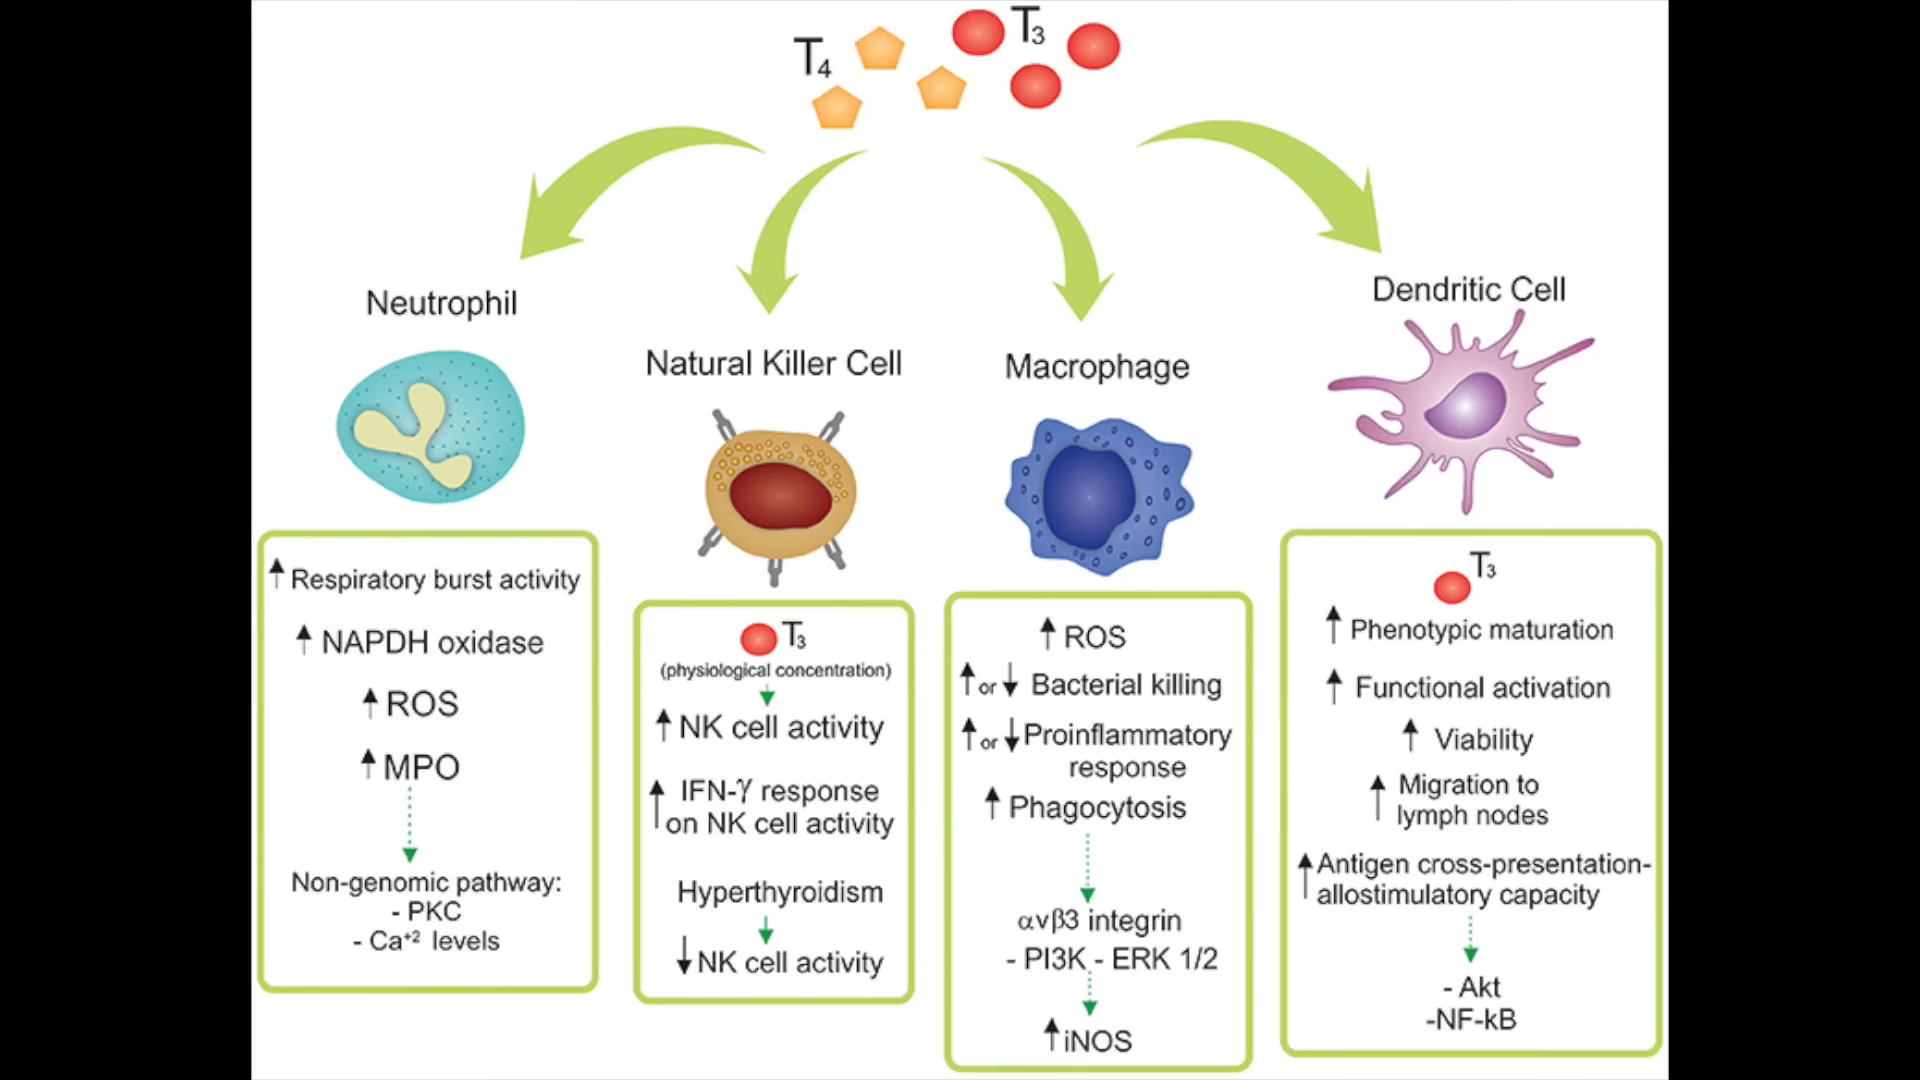 T4
T3
Neutrophil
↑ Respiratory burst activity
↑ NAPDH oxidase
↑ ROS
↑ MPO
Non-genomic pathway:
- PKC
- Ca+2 levels
Natural Killer Cell
T3
(physiological concentration)
↑ NK cell activity
↑ IFN-γ response
on NK cell activity
Hyperthyroidism
↓ NK cell activity
Macrophage
↑ ROS
↑ or ↓ Bacterial killing
↑ or ↓ Proinflammatory
response
↑ Phagocytosis
αvβ3 integrin
- PI3K - ERK 1/2
↑ iNOS
Dendritic Cell
T3
↑ Phenotypic maturation
↑ Functional activation
↑ Viability
↑ Migration to
lymph nodes
↑ Antigen cross-presentation-
allostimulatory capacity
- Akt
-NF-kB